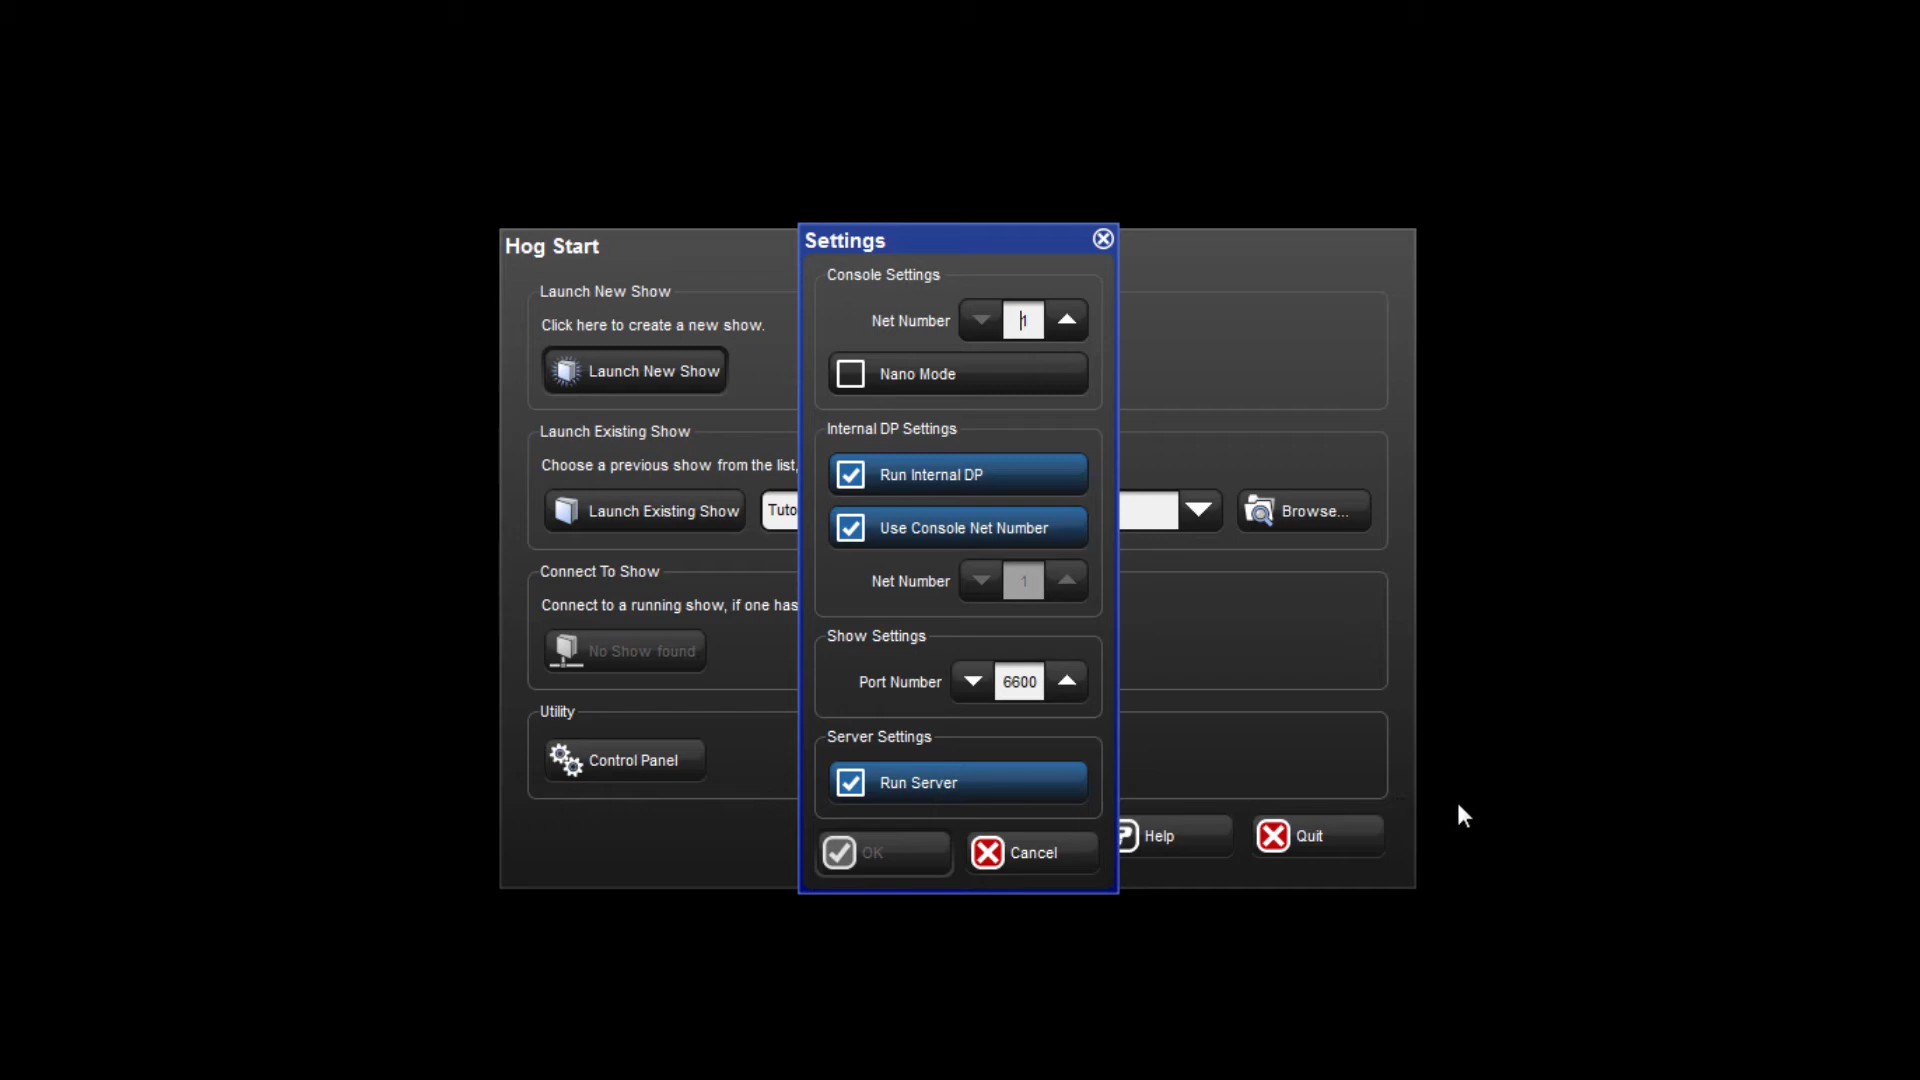 Hog Start
Launch New Show
Click here to create a new show.
Launch New Show
Launch Existing Show
Choose a previous show from the list,
Launch Existing Show
Tuto
Browse...
Connect To Show
Connect to a running show, if one has
No Show found
Utility
Control Panel
Help
Quit
Settings
Console Settings
Net Number
1
Nano Mode
Internal DP Settings
Run Internal DP
Use Console Net Number
Net Number
1
Show Settings
Port Number
6600
Server Settings
Run Server
OK
Cancel